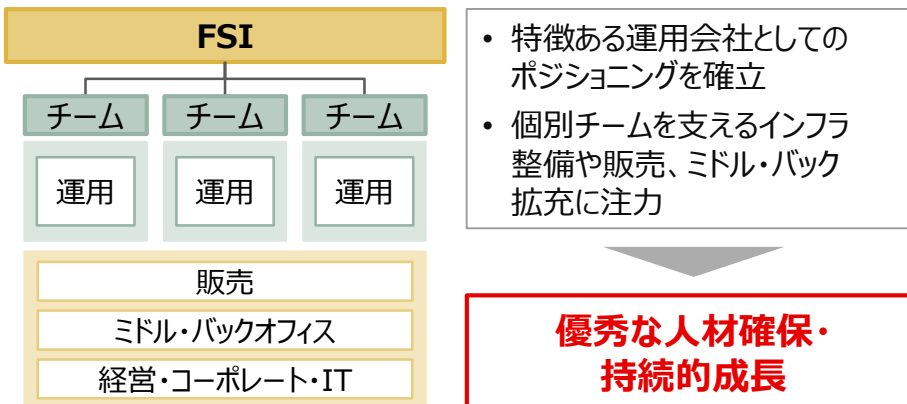 FSI
チーム
チーム
チーム
運用
運用
運用
販売
ミドル・バックオフィス
経営・コーポレート・IT
• 特徴ある運用会社としての
ポジショニングを確立
• 個別チームを支えるインフラ
整備や販売、ミドル・バック
拡充に注力
優秀な人材確保・
持続的成長